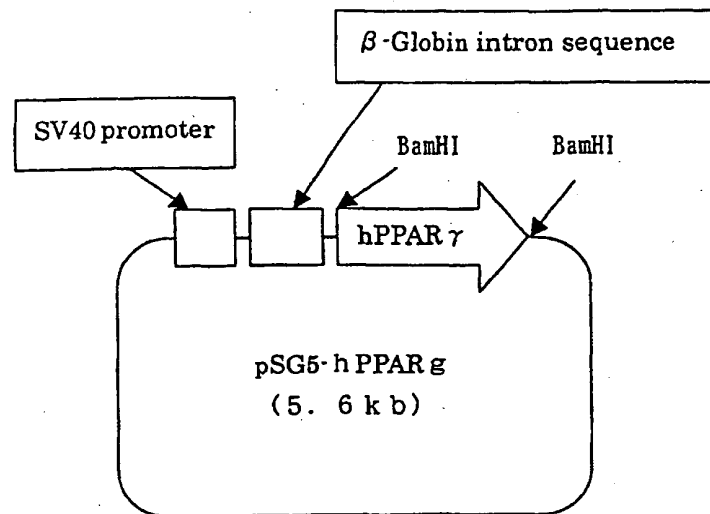 β-Globin intron sequence
SV40 promoter
BamHI
BamHI
hPPARγ
pSG5-hPPARg
(5. 6kb)